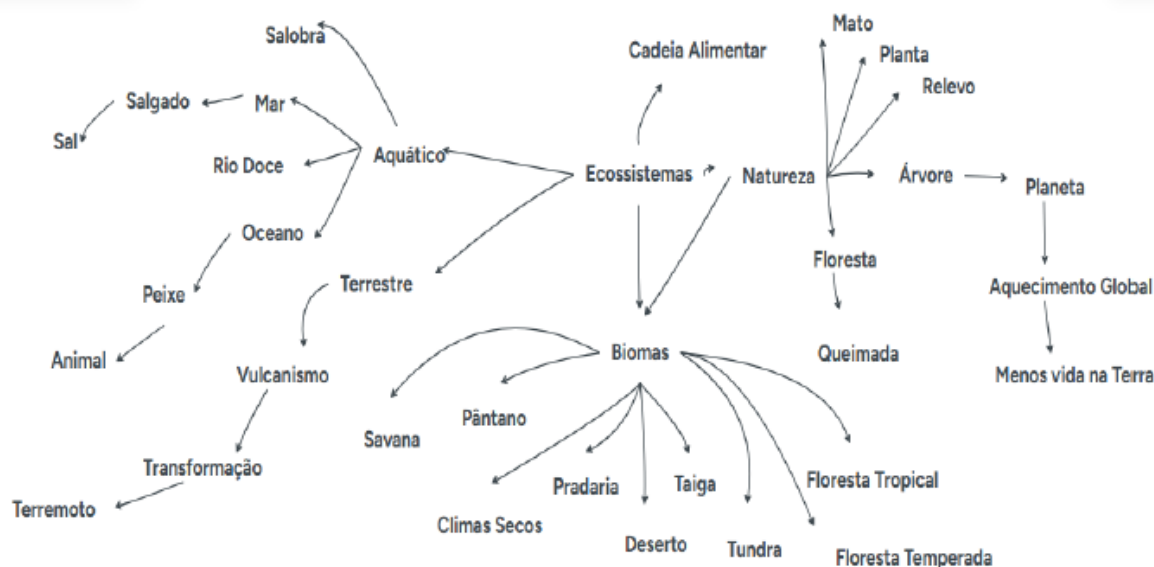 Mato
Salobra
Cadeia Alimentar
Planta
Relevo
Salgado
Mar
Sal
Aquático
Rio Doce
Ecossistemas
Natureza
Árvore
Planeta
Oceano
Floresta
Terrestre
Peixe
Aquecimento Global
Animal
Vulcanismo
Biomas
Queimada
Menos vida na Terra
Pântano
Savana
Transformação
Pradaria
Taiga
Floresta Tropical
Terremoto
Climas Secos
Deserto
Tundra
Floresta Temperada